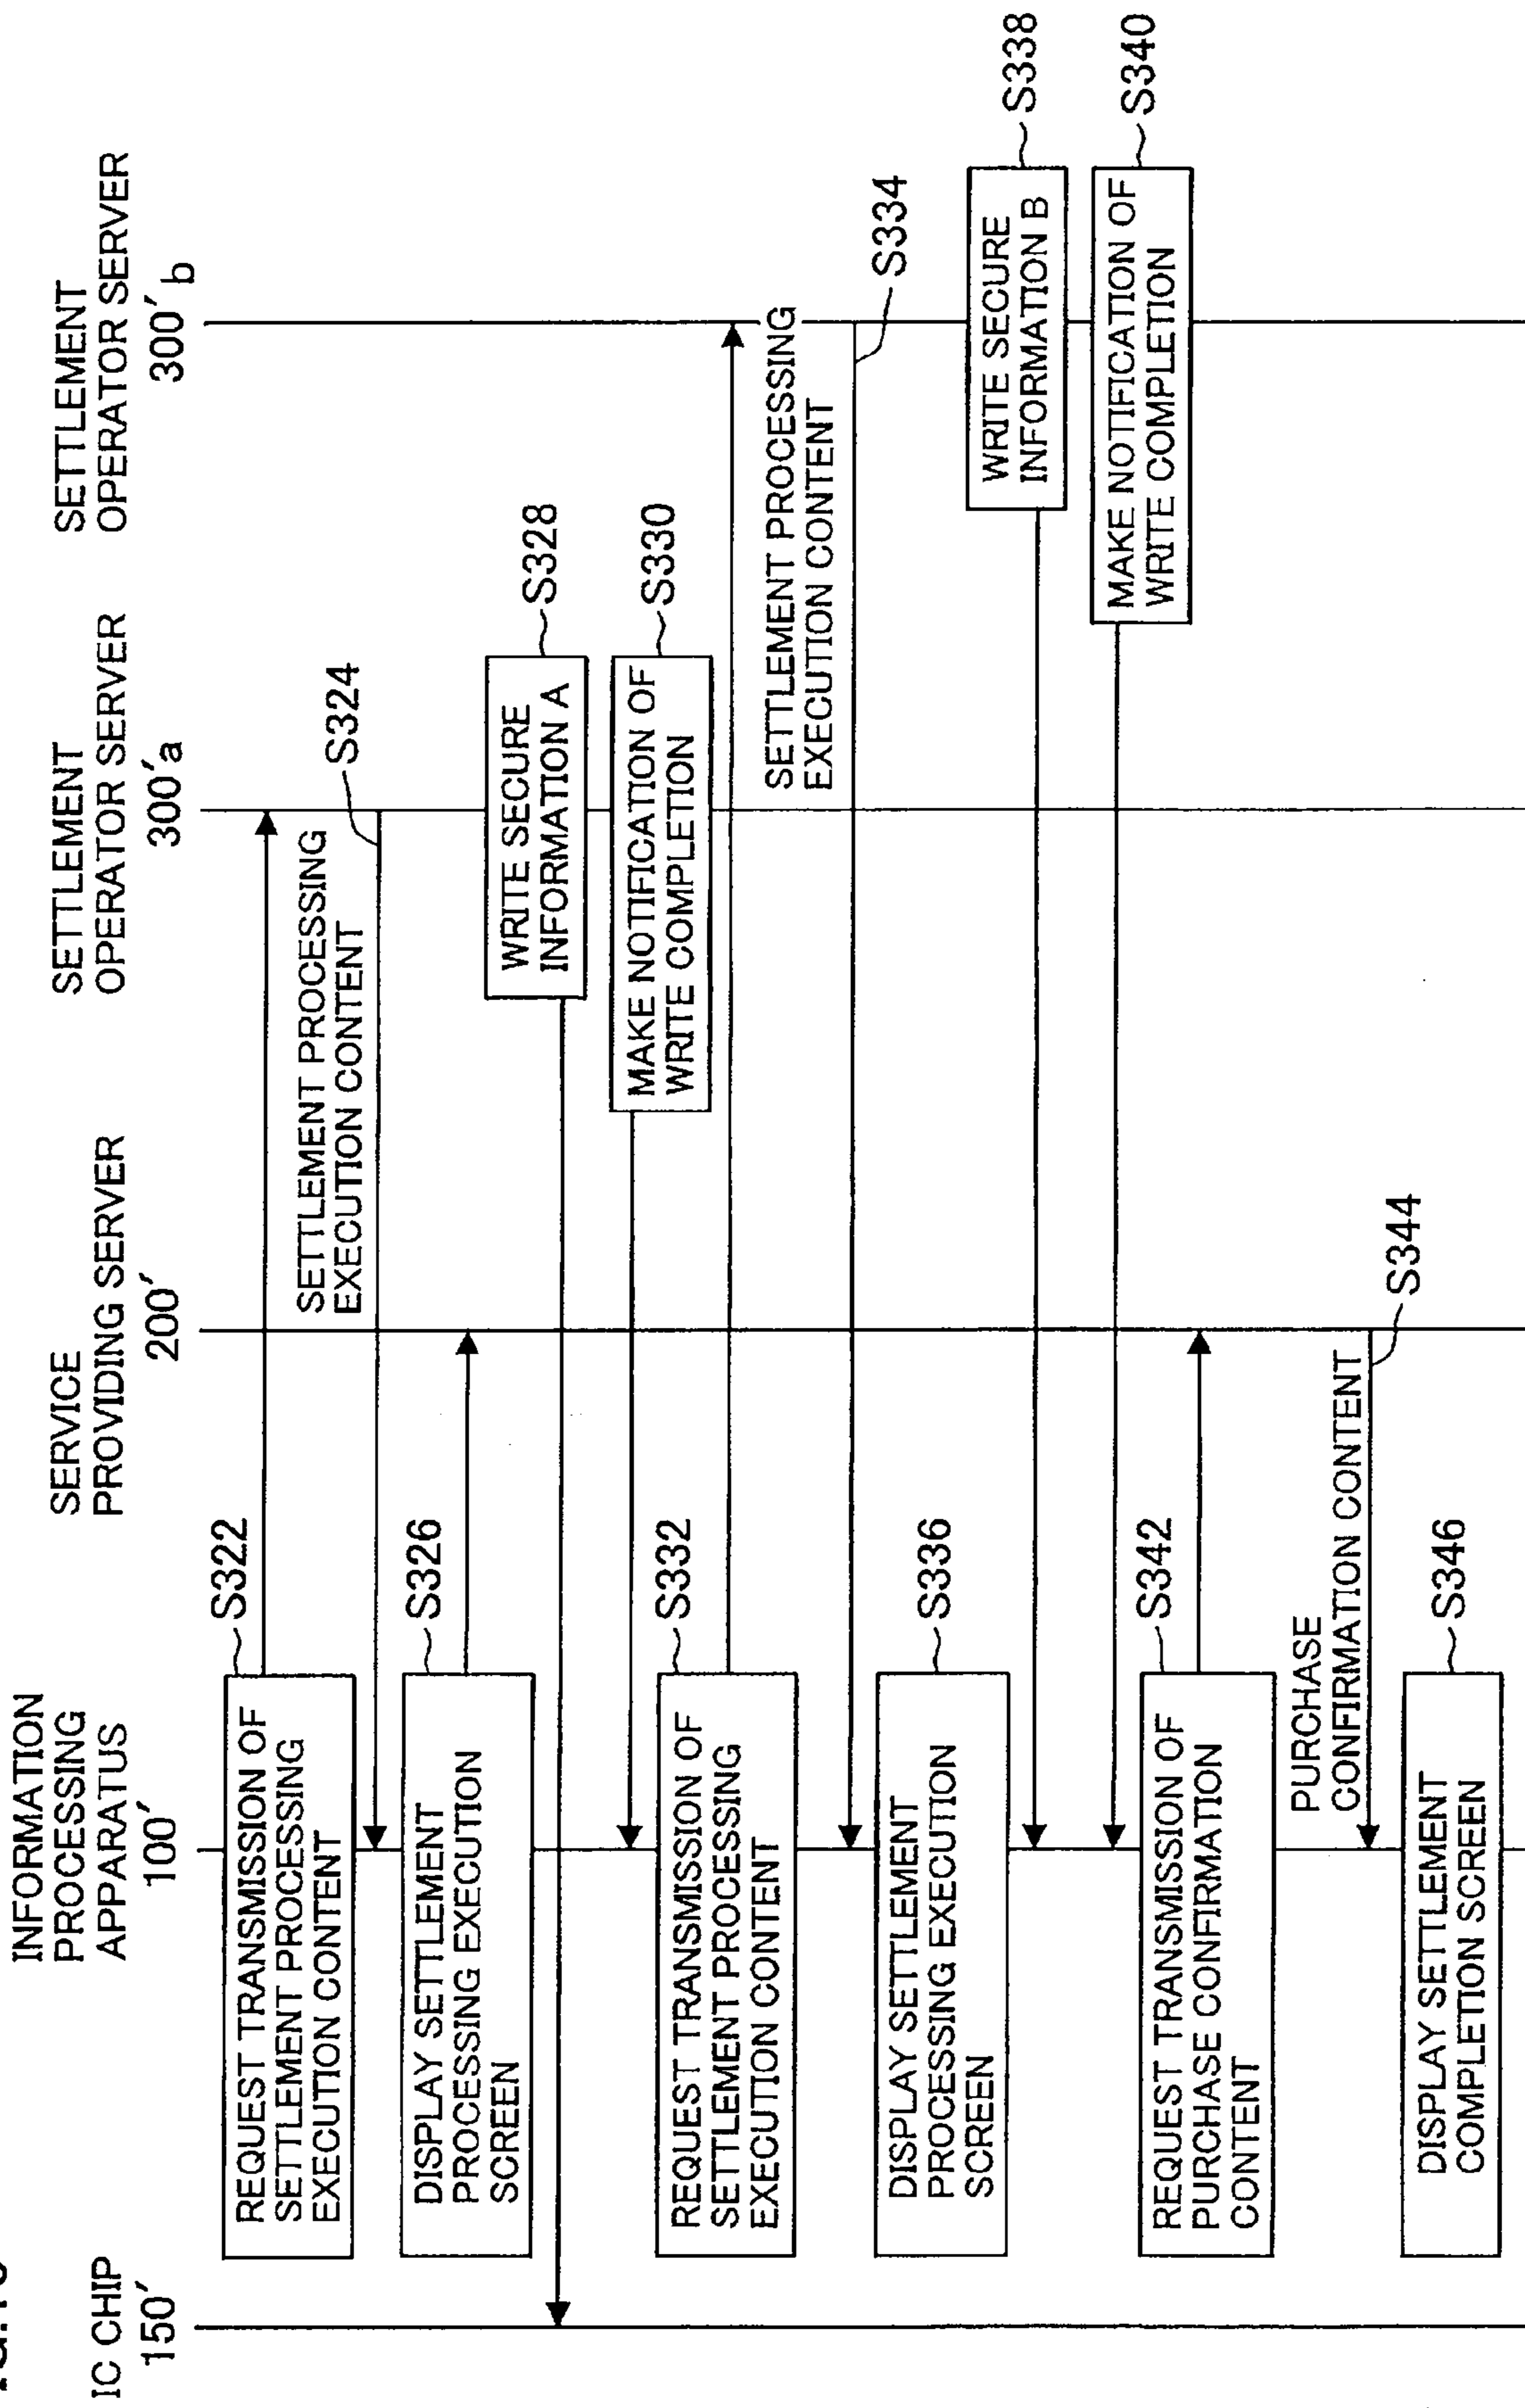 IC CHIP
150′
INFORMATION
PROCESSING
APPARATUS
100′
SERVICE
PROVIDING SERVER
200′
SETTLEMENT
OPERATOR SERVER
300′a
SETTLEMENT
OPERATOR SERVER
300′b
REQUEST TRANSMISSION OF
SETTLEMENT PROCESSING
EXECUTION CONTENT
S322
SETTLEMENT PROCESSING
EXECUTION CONTENT
S324
DISPLAY SETTLEMENT
PROCESSING EXECUTION
SCREEN
S326
WRITE SECURE
INFORMATION A
S328
MAKE NOTIFICATION OF
WRITE COMPLETION
S330
REQUEST TRANSMISSION OF
SETTLEMENT PROCESSING
EXECUTION CONTENT
S332
SETTLEMENT PROCESSING
EXECUTION CONTENT
S334
DISPLAY SETTLEMENT
PROCESSING EXECUTION
SCREEN
S336
WRITE SECURE
INFORMATION B
S338
MAKE NOTIFICATION OF
WRITE COMPLETION
S340
REQUEST TRANSMISSION OF
PURCHASE CONFIRMATION
CONTENT
S342
PURCHASE
CONFIRMATION CONTENT
S344
DISPLAY SETTLEMENT
COMPLETION SCREEN
S346